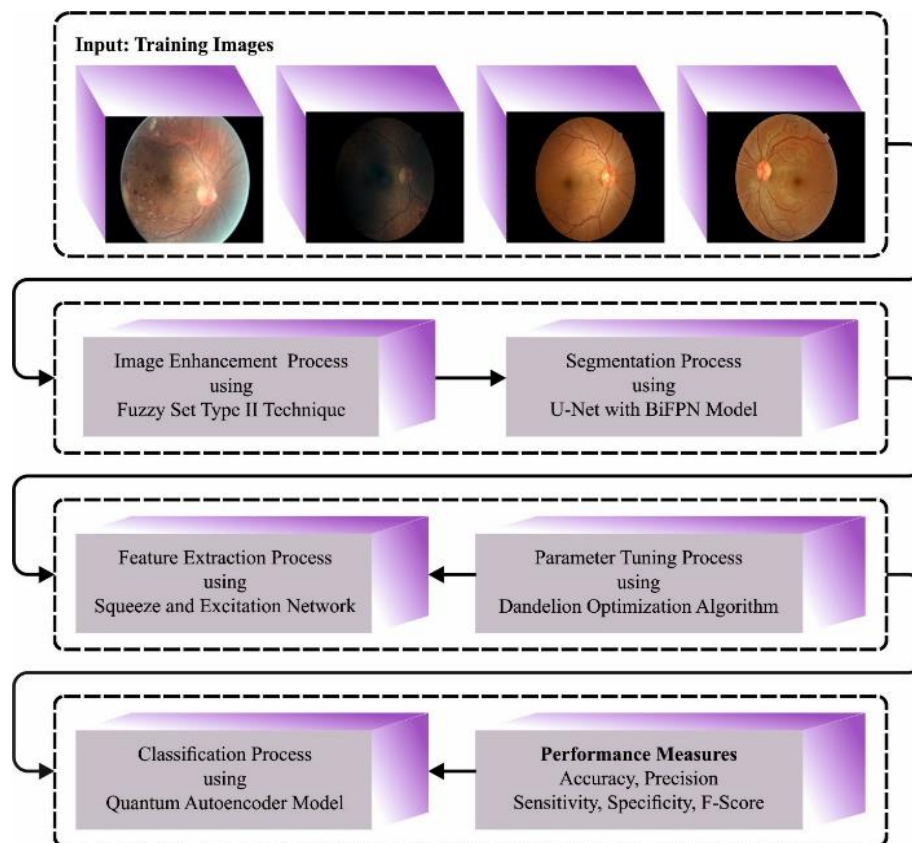 Input: Training Images
Image Enhancement Process
using
Fuzzy Set Type II Technique
Segmentation Process
using
U-Net with BiFPN Model
Feature Extraction Process
using
Squeeze and Excitation Network
Parameter Tuning Process
using
Dandelion Optimization Algorithm
Classification Process
using
Quantum Autoencoder Model
Performance Measures
Accuracy, Precision
Sensitivity, Specificity, F-Score